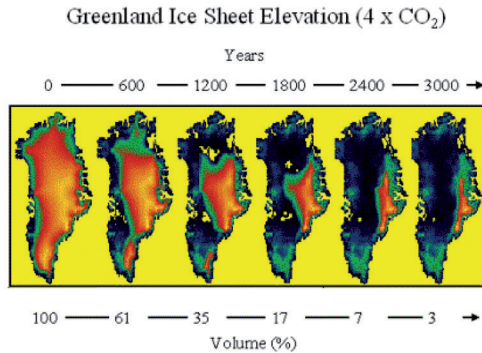 Greenland Ice Sheet Elevation (4 x CO₂)
Years
0 600 1200 1800 2400 3000
100 61 35 17 7 3
Volume (%)